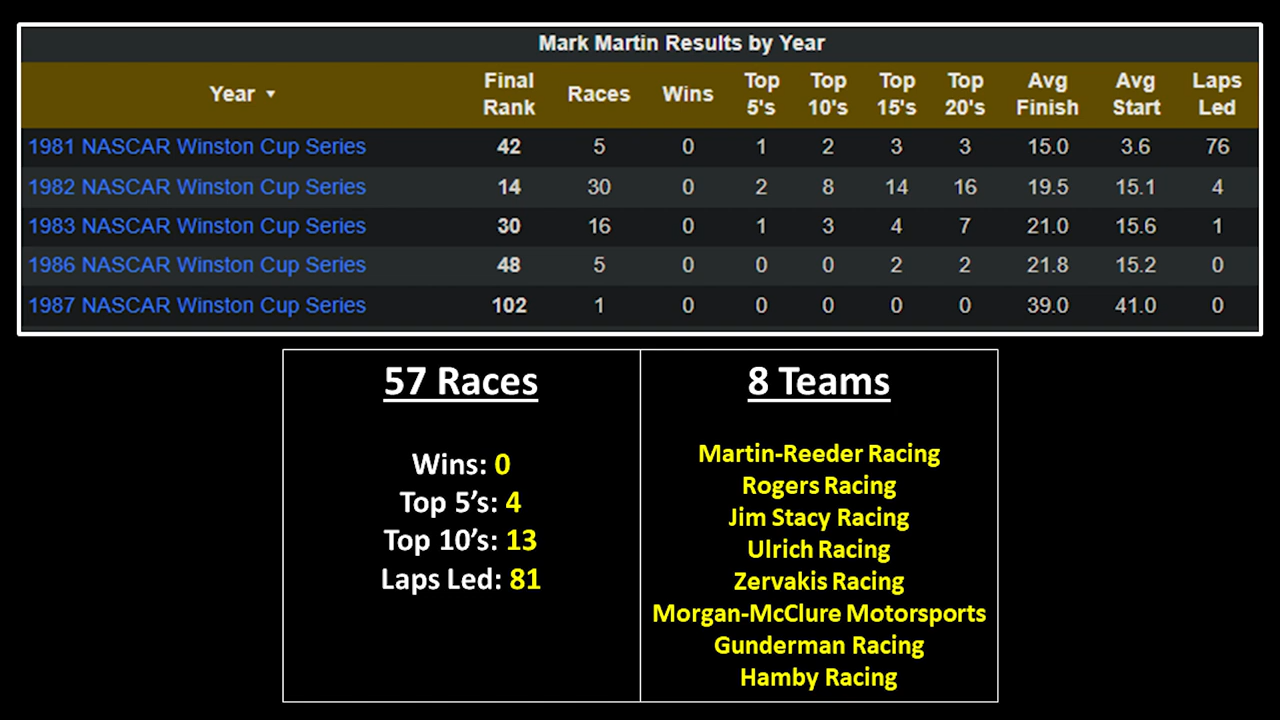 Mark Martin Results by Year
Year ▼ Final Rank Races Wins Top 5's Top 10's Top 15's Top 20's Avg Finish Avg Start Laps Led
1981 NASCAR Winston Cup Series 42 5 0 1 2 3 3 15.0 3.6 76
1982 NASCAR Winston Cup Series 14 30 0 2 8 14 16 19.5 15.1 4
1983 NASCAR Winston Cup Series 30 16 0 1 3 4 7 21.0 15.6 1
1986 NASCAR Winston Cup Series 48 5 0 0 0 2 2 21.8 15.2 0
1987 NASCAR Winston Cup Series 102 1 0 0 0 0 0 39.0 41.0 0
57 Races
Wins: 0
Top 5’s: 4
Top 10’s: 13
Laps Led: 81
8 Teams
Martin-Reeder Racing
Rogers Racing
Jim Stacy Racing
Ulrich Racing
Zervakis Racing
Morgan-McClure Motorsports
Gunderman Racing
Hamby Racing